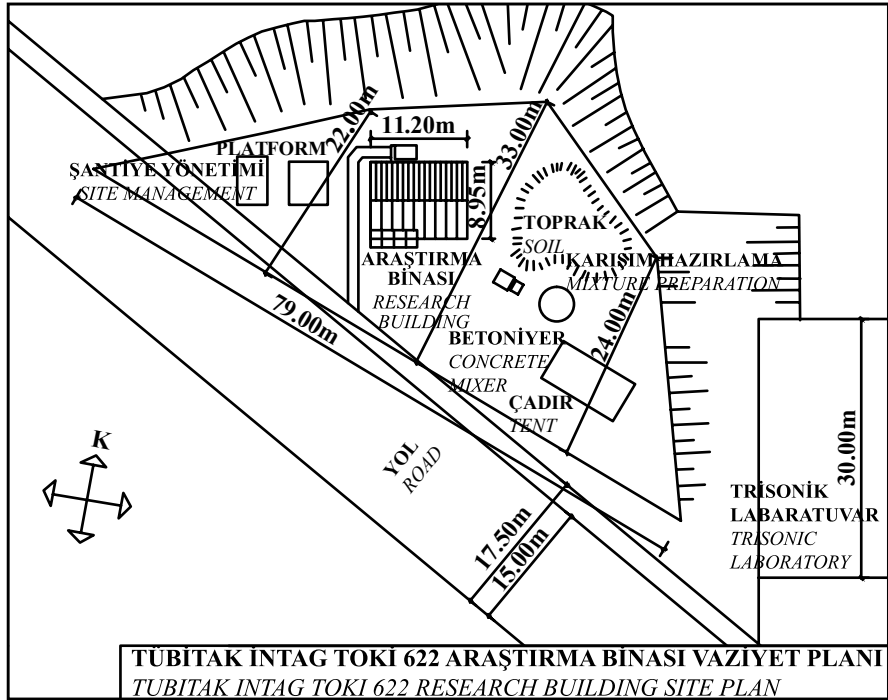 22.00m
11.20m
33.00m
PLATFORM
ŞANTİYE YÖNETİMİ
SITE MANAGEMENT
8.95m
TOPRAK
SOIL
ARAŞTIRMA
BİNASI
RESEARCH
BUILDING
KARIŞIM HAZIRLAMA
MIXTURE PREPARATION
79.00m
24.00m
BETONİYER
CONCRETE
MIXER
ÇADIR
TENT
K
YOL
ROAD
30.00m
TRİSONİK
LABARATUVAR
TRISONIC
LABORATORY
17.50m
15.00m
TÜBİTAK İNTAG TOKİ 622 ARAŞTIRMA BİNASI VAZİYET PLANI
TUBITAK INTAG TOKI 622 RESEARCH BUILDING SITE PLAN